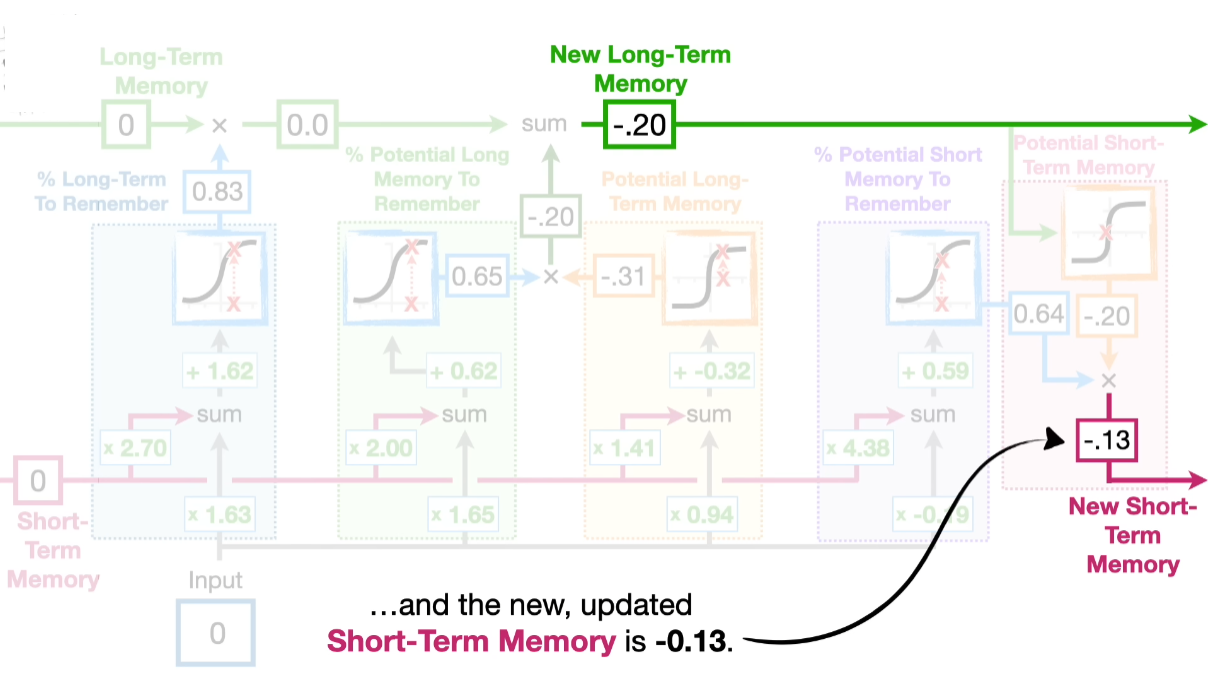 Long-Term
Memory
New Long-Term
Memory
0
×
0.0
sum
-.20
% Long-Term
To Remember
0.83
% Potential Long
Memory To
Remember
-.20
Potential Long-
Term Memory
% Potential Short
Memory To
Remember
Potential Short-
Term Memory
0.65
×
-.31
0.64
-.20
+ 1.62
+ 0.62
+ -0.32
+ 0.59
×
sum
sum
sum
sum
x 2.70
x 2.00
x 1.41
x 4.38
-.13
0
Short-
Term
Memory
x 1.63
x 1.65
x 0.94
New Short-
Term
Memory
Input
0
…and the new, updated
Short-Term Memory is -0.13.